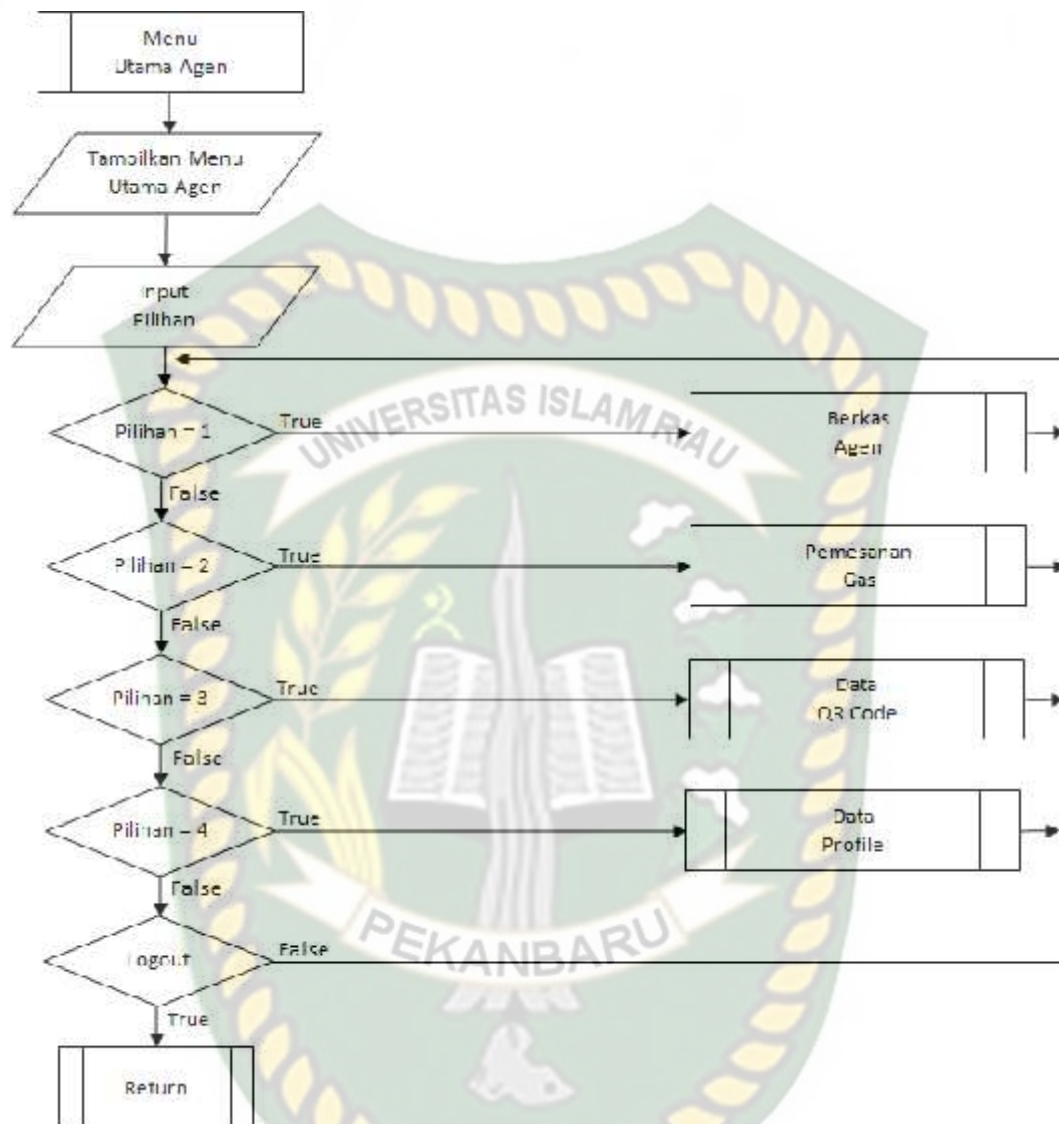 Menu
Utama Agen
Tampilkan Menu
Utama Agen
Input
Pilihan
Pilihan = 1
True
Berkas
Agen
False
Pilihan = 2
True
Pemesanan
Gas
False
Pilihan = 3
True
Data
QR Code
False
Pilihan = 4
True
Data
Profile
False
Logout
False
True
Return
UNIVERSITAS ISLAM RIAU
PEKANBARU